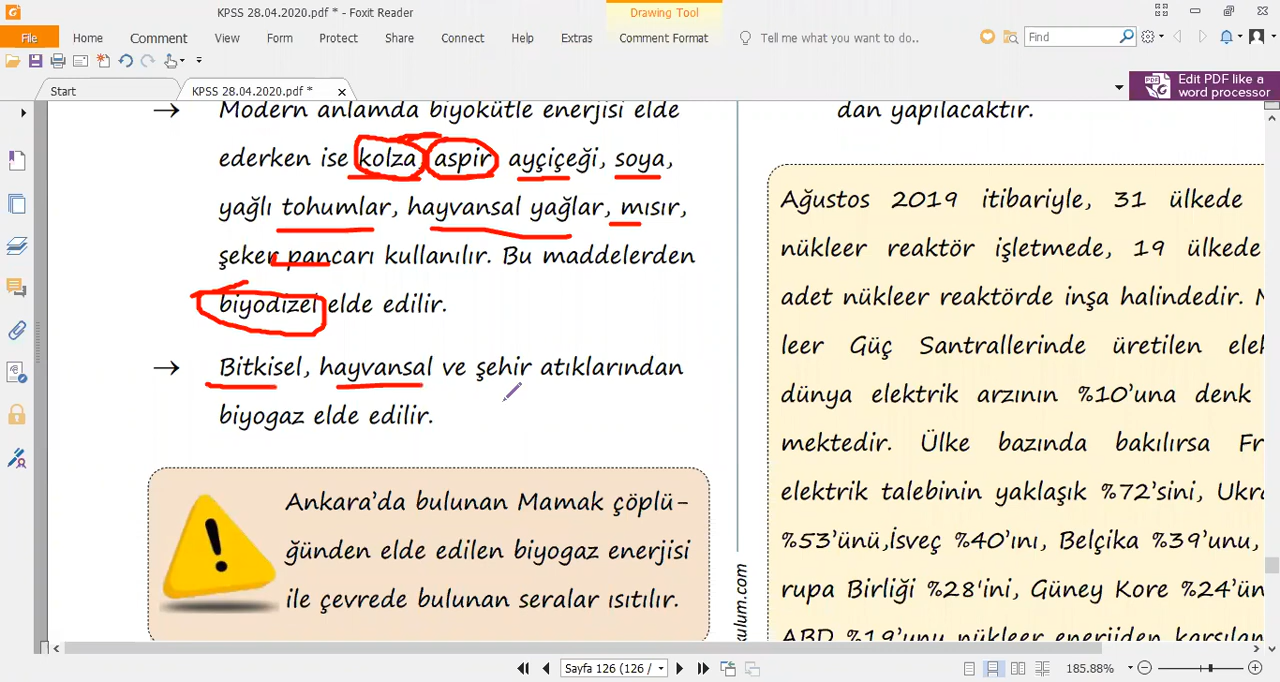 KPSS 28.04.2020.pdf * - Foxit Reader
Drawing Tool
File Home Comment View Form Protect Share Connect Help Extras Comment Format Tell me what you want to do.. Find
Start KPSS 28.04.2020.pdf *
Edit PDF like a
word processor
→ Modern anlamda biyokütle enerjisi elde
ederken ise kolza aspir ayçiçeği, soya,
yağlı tohumlar, hayvansal yağlar, mısır,
şeker pancarı kullanılır. Bu maddelerden
biyodizel elde edilir.
→ Bitkisel, hayvansal ve şehir atıklarından
biyogaz elde edilir.
Ankara'da bulunan Mamak çöplü-
ğünden elde edilen biyogaz enerjisi
ile çevrede bulunan seralar ısıtılır.
kulum.com
dan yapılacaktır.
Ağustos 2019 itibariyle, 31 ülkede
nükleer reaktör işletmede, 19 ülkede
adet nükleer reaktörde inşa halindedir.
leer Güç Santrallerinde üretilen
dünya elektrik arzının %10'una denk
mektedir. Ülke bazında bakılırsa
elektrik talebinin yaklaşık %72'sini,
%53'ünü,İsveç %40'ını, Belçika %39'unu,
rupa Birliği %28'ini, Güney Kore
ABD %19'unu nükleer enerjiden
Sayfa 126 (126 /
185.88%